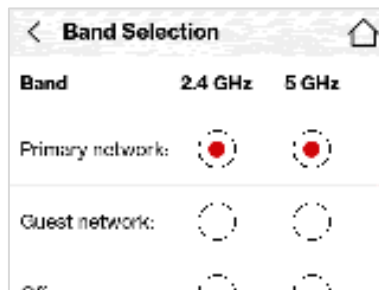 Band Selection
Band 2.4 GHz 5 GHz
Primary network:
Guest network: